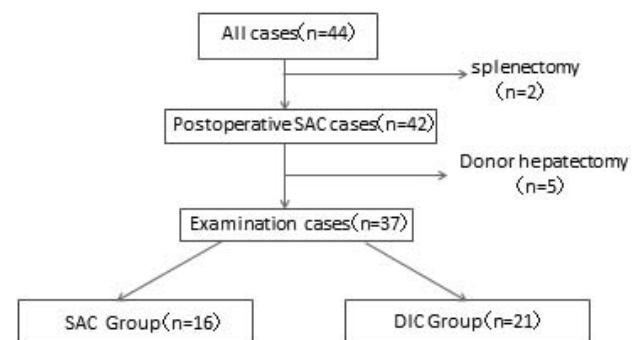 All cases(n=44)
splenectomy
(n=2)
Postoperative SAC cases(n=42)
Donor hepatectomy
(n=5)
Examination cases(n=37)
SAC Group(n=16)
DIC Group(n=21)